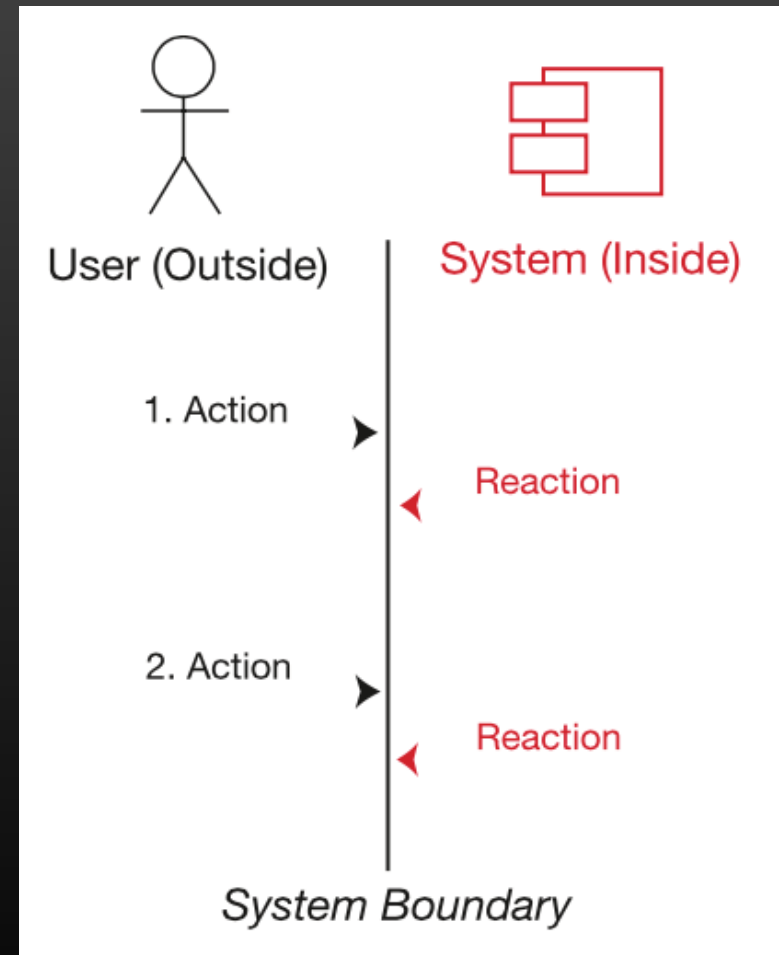 User (Outside)
System (Inside)
1. Action
Reaction
2. Action
Reaction
System Boundary